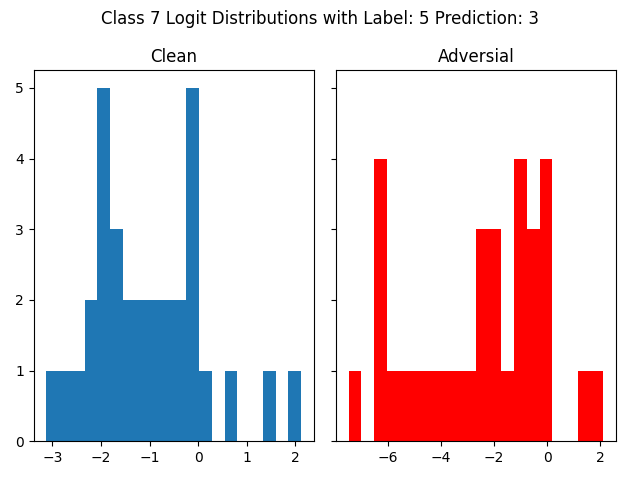 Class 7 Logit Distributions with Label: 5 Prediction: 3
Clean
Adversial
5
4
3
2
1
0
−3 −2 −1 0 1 2
−6 −4 −2 0 2